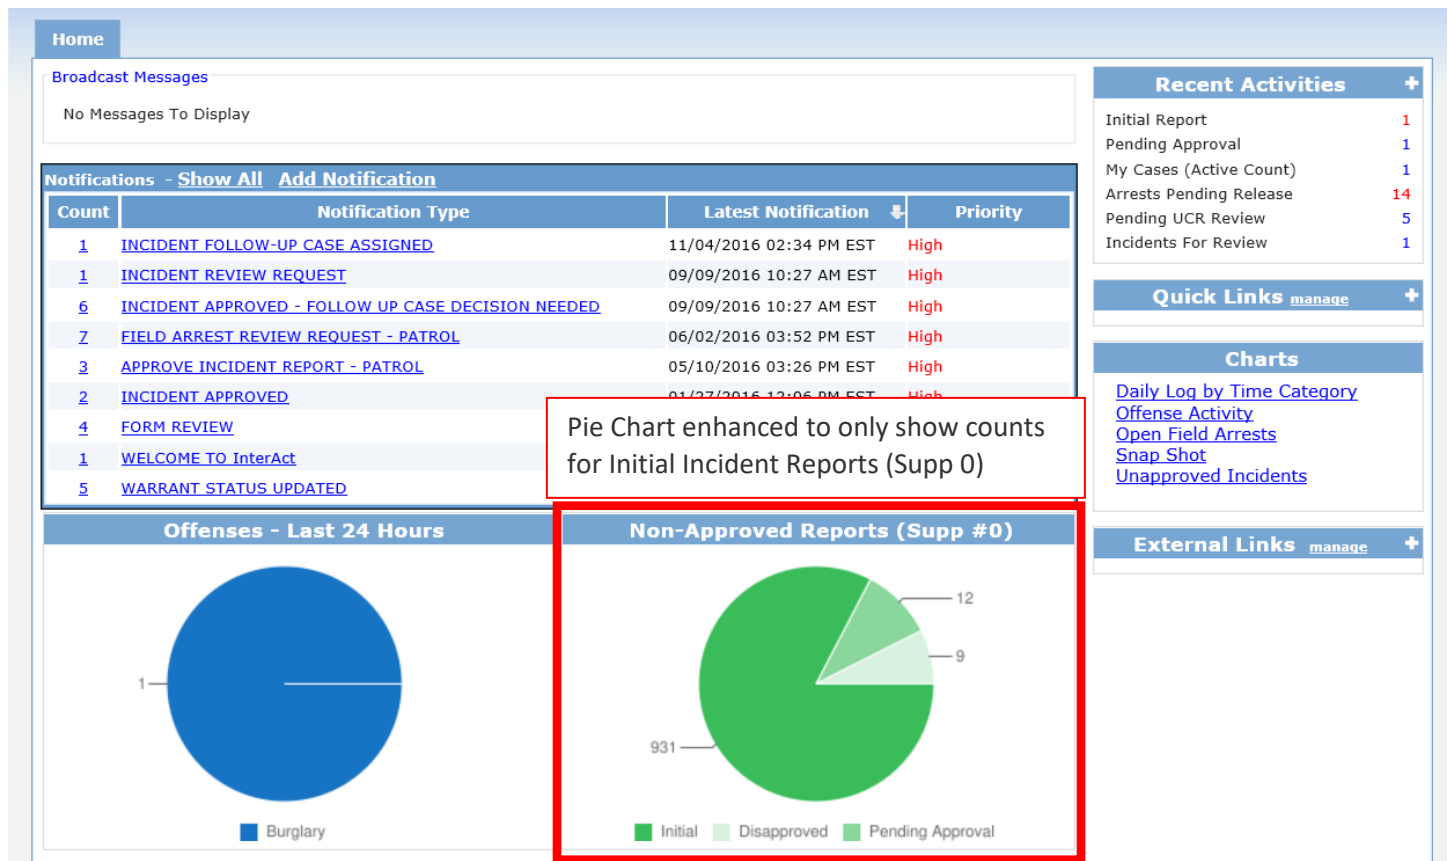 Home
Broadcast Messages
No Messages To Display
Notifications - Show All Add Notification
Count Notification Type Latest Notification Priority
1 INCIDENT FOLLOW-UP CASE ASSIGNED 11/04/2016 02:34 PM EST High
1 INCIDENT REVIEW REQUEST 09/09/2016 10:27 AM EST High
6 INCIDENT APPROVED - FOLLOW UP CASE DECISION NEEDED 09/09/2016 10:27 AM EST High
7 FIELD ARREST REVIEW REQUEST - PATROL 06/02/2016 03:52 PM EST High
3 APPROVE INCIDENT REPORT - PATROL 05/10/2016 03:26 PM EST High
2 INCIDENT APPROVED 01/27/2016 12:06 PM EST High
4 FORM REVIEW
1 WELCOME TO InterAct
5 WARRANT STATUS UPDATED
Pie Chart enhanced to only show counts
for Initial Incident Reports (Supp 0)
Offenses - Last 24 Hours
1
Burglary
Non-Approved Reports (Supp #0)
12
9
931
Initial Disapproved Pending Approval
Recent Activities +
Initial Report 1
Pending Approval 1
My Cases (Active Count) 1
Arrests Pending Release 14
Pending UCR Review 5
Incidents For Review 1
Quick Links manage +
Charts
Daily Log by Time Category
Offense Activity
Open Field Arrests
Snap Shot
Unapproved Incidents
External Links manage +